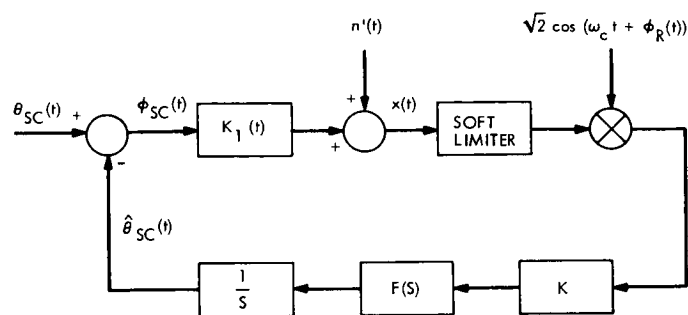 n'(t)
√2 cos (ω_c t + ϕ_R(t))
θ_SC(t)
+
ϕ_SC(t)
K_1 (t)
+
+
x(t)
SOFT
LIMITER
−
θ̂_SC(t)
1
S
F(S)
K